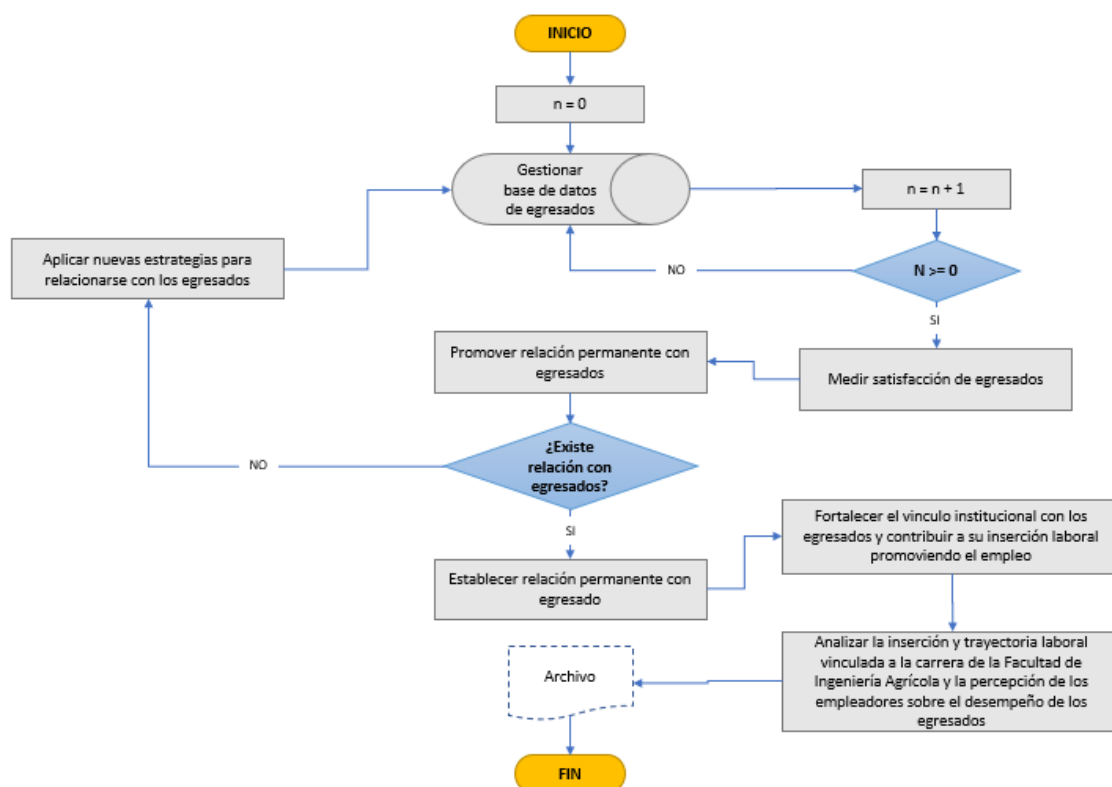 INICIO
n = 0
Gestionar
base de datos
de egresados
n = n + 1
Aplicar nuevas estrategias para
relacionarse con los egresados
NO
N >= 0
SI
Promover relación permanente con
egresados
Medir satisfacción de egresados
¿Existe
relación con
egresados?
NO
SI
Fortalecer el vinculo institucional con los
egresados y contribuir a su inserción laboral
promoviendo el empleo
Establecer relación permanente con
egresado
Analizar la inserción y trayectoria laboral
vinculada a la carrera de la Facultad de
Ingeniería Agrícola y la percepción de los
empleadores sobre el desempeño de los
egresados
Archivo
FIN